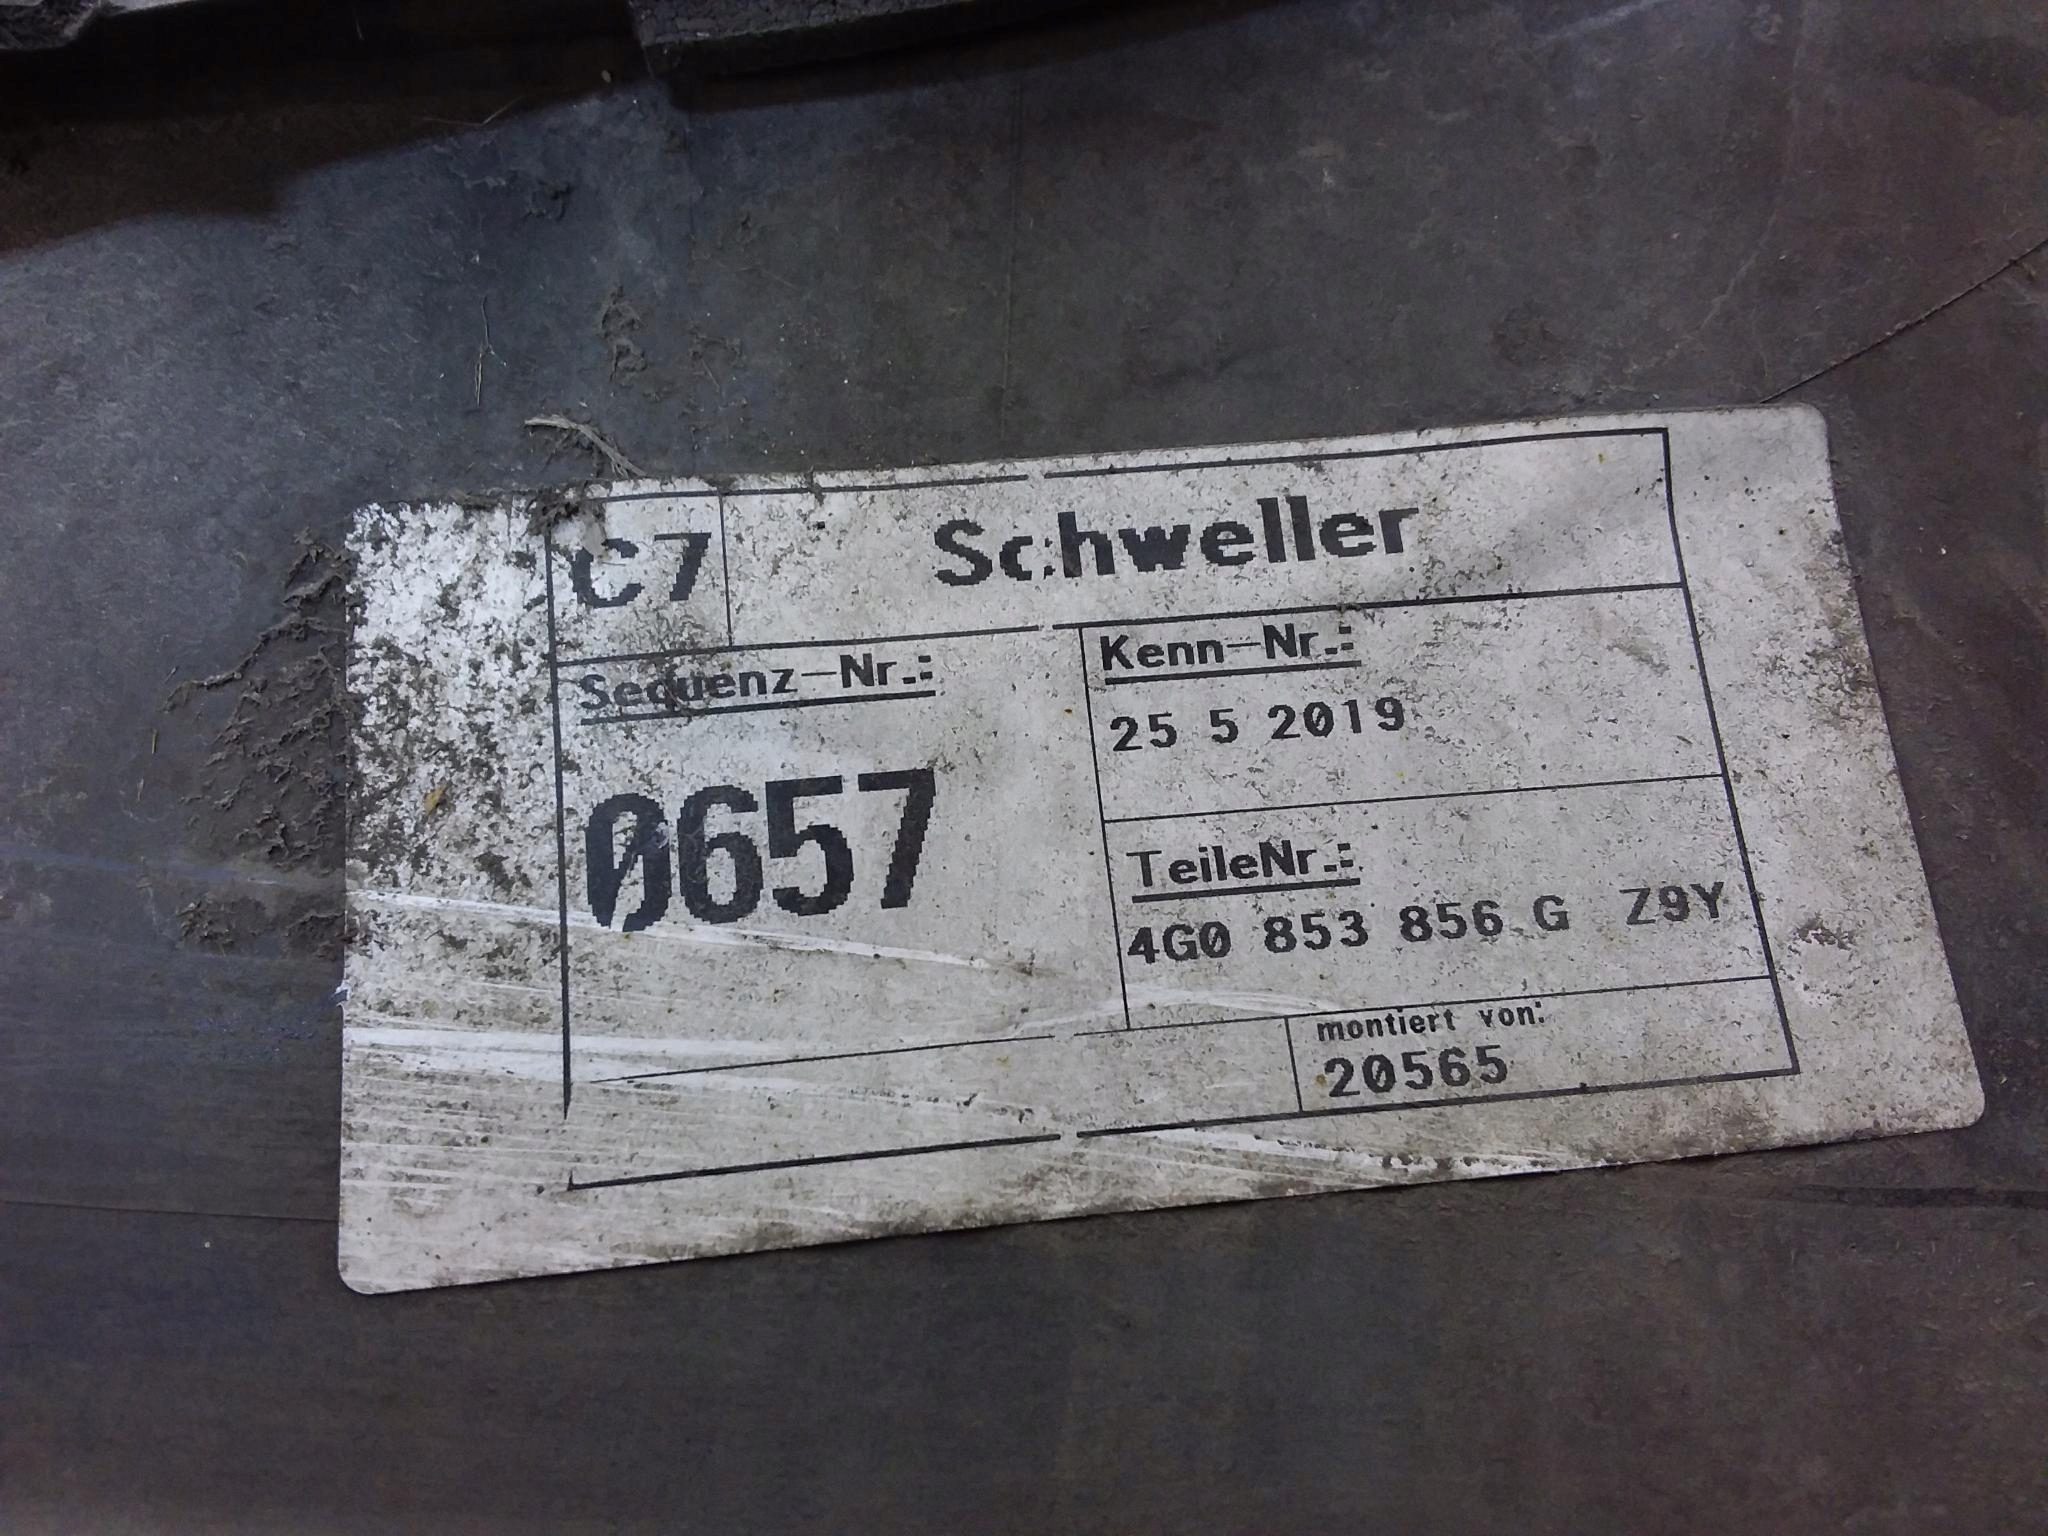 C7 Schweller
Sequenz-Nr.:
0657
Kenn-Nr.:
25 5 2019
TeileNr.:
4G0 853 856 G Z9Y
montiert von:
20565